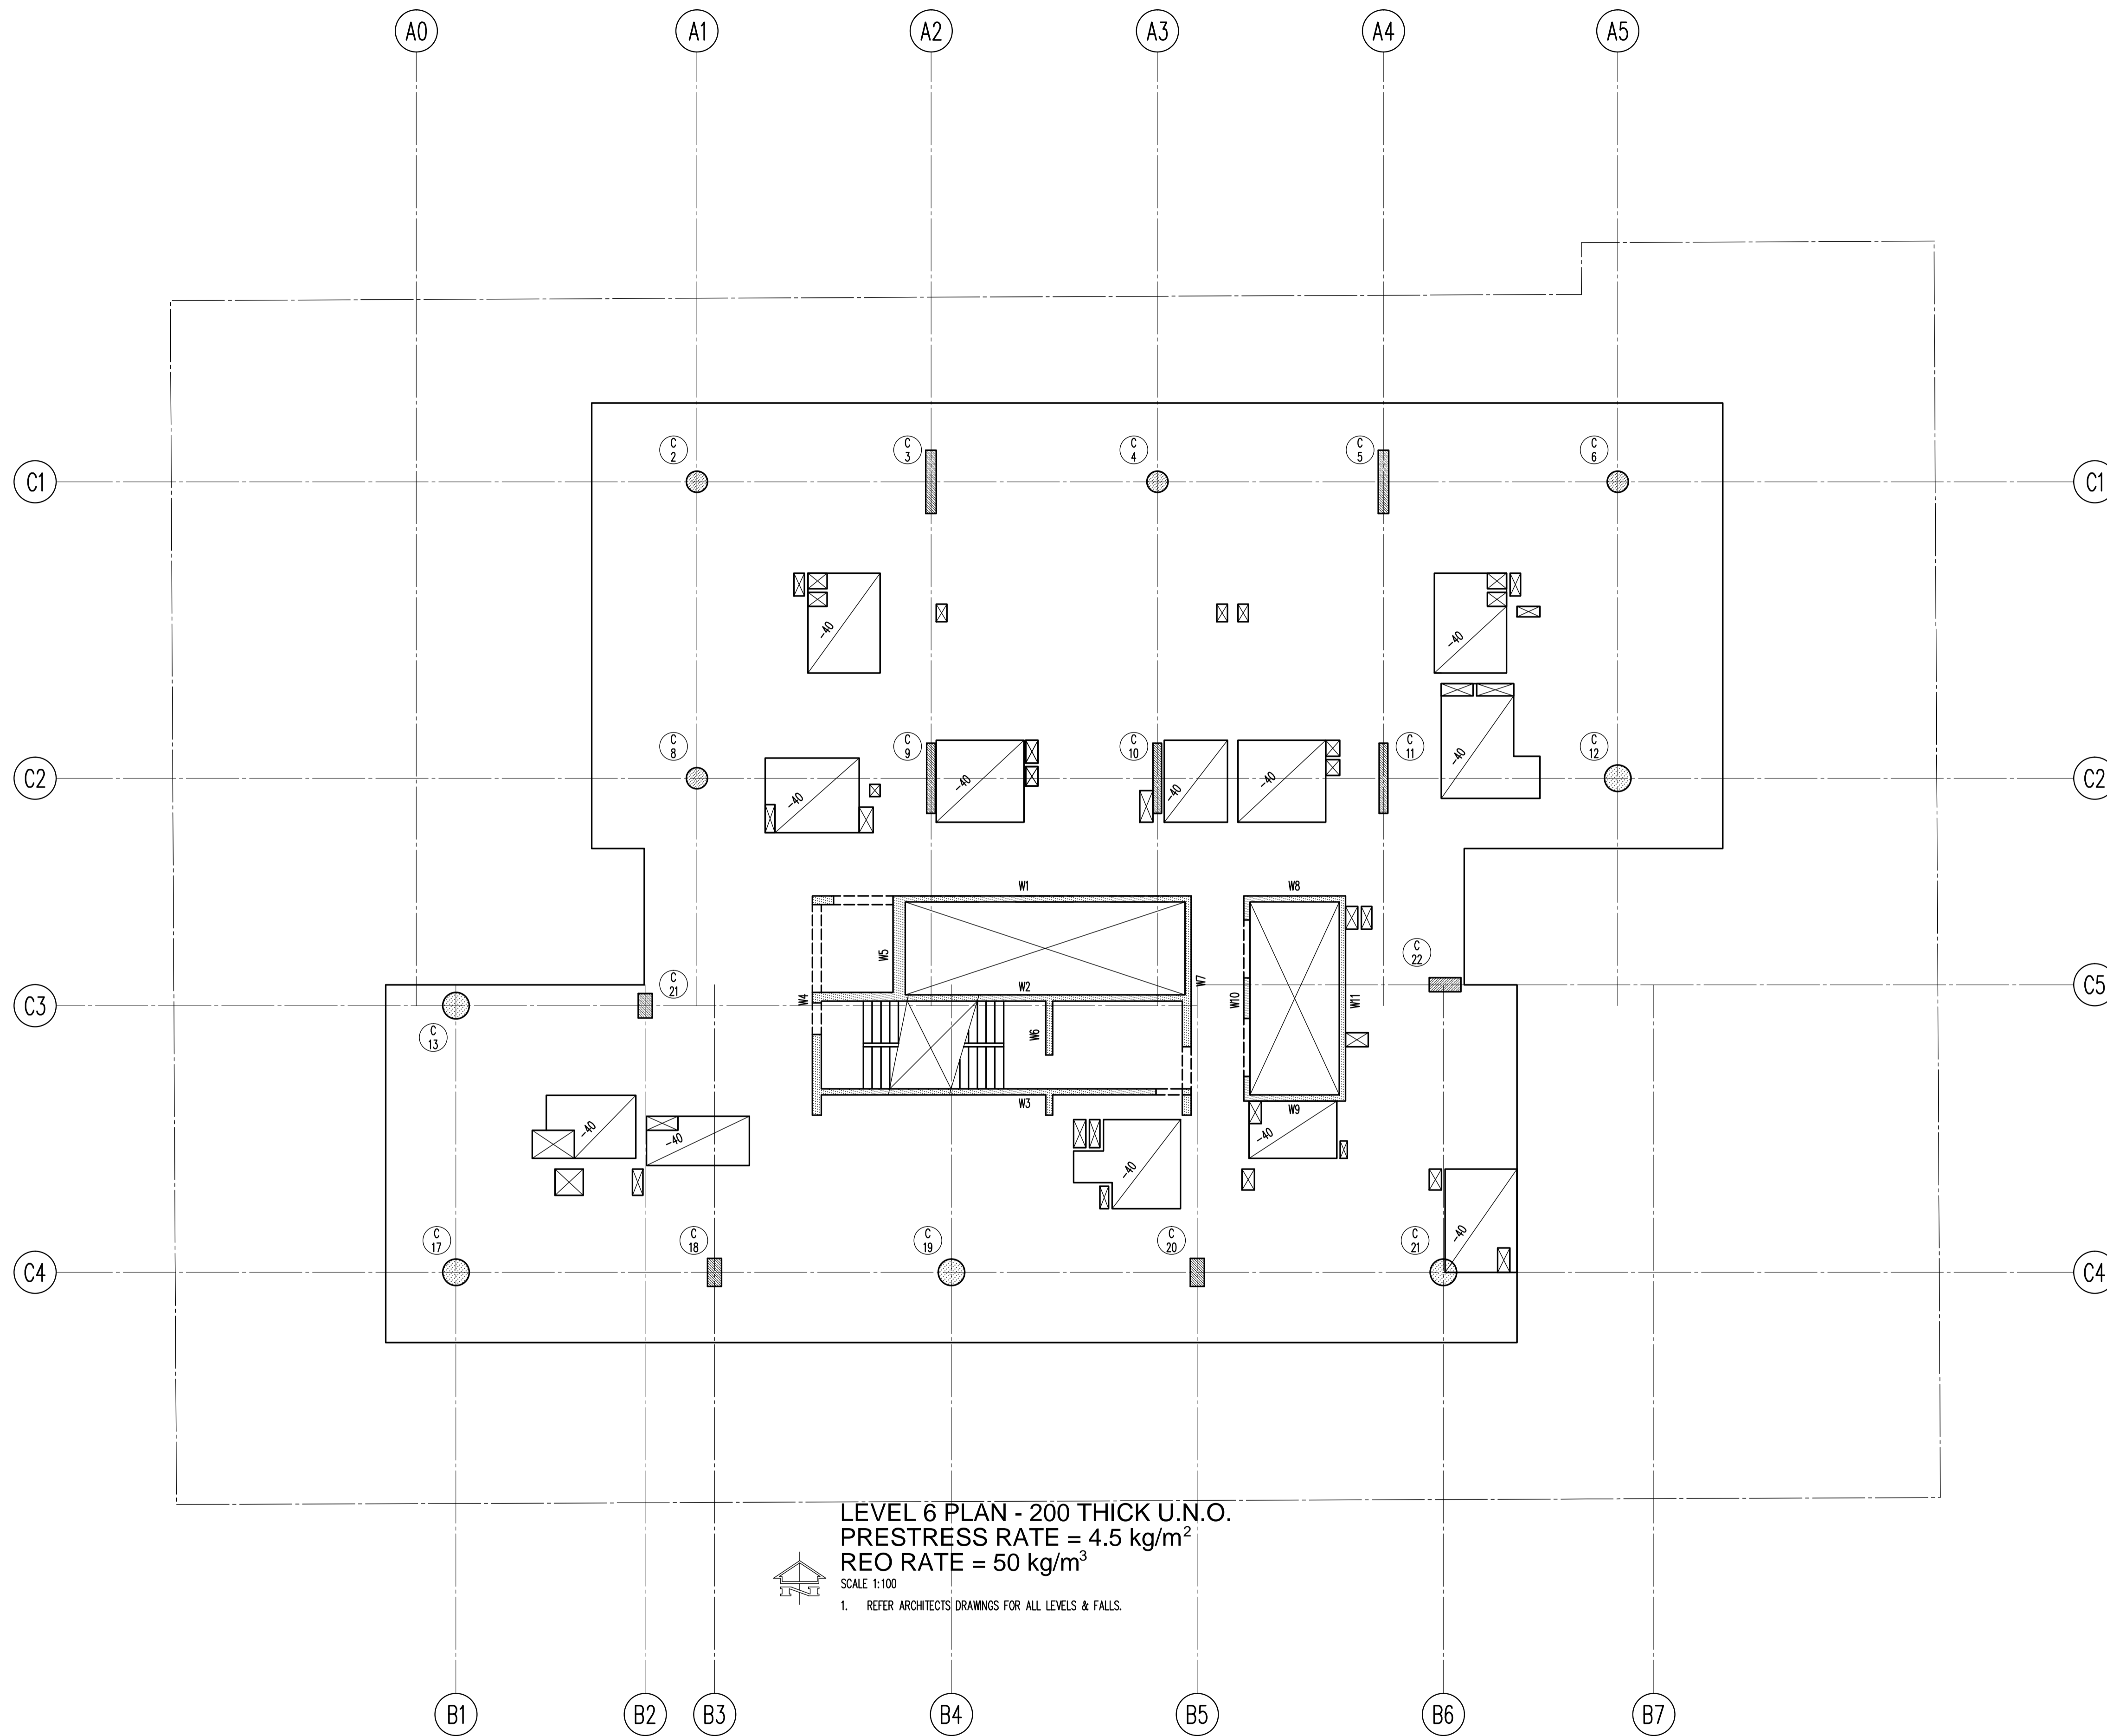 A0 A1 A2 A3 A4 A5
C 2
C 3
C 4
C 5
C 6
C1 C1
-40
-40
C 8
C 9
C 10
C 11
C 12
C2 C2
-40
-40
-40
-40
-40
W1 W8
W5
C 22
C 21
W4
W2
W7
W10
W11
C5
C3
C 13
W6
W3
W9
-40
-40
-40
-40
C 17
C 18
C 19
C 20
C 21
-40
C4 C4
LEVEL 6 PLAN - 200 THICK U.N.O.
PRESTRESS RATE = 4.5 kg/m²
REO RATE = 50 kg/m³
SCALE 1:100
1. REFER ARCHITECTS DRAWINGS FOR ALL LEVELS & FALLS.
N
B1 B2 B3 B4 B5 B6 B7